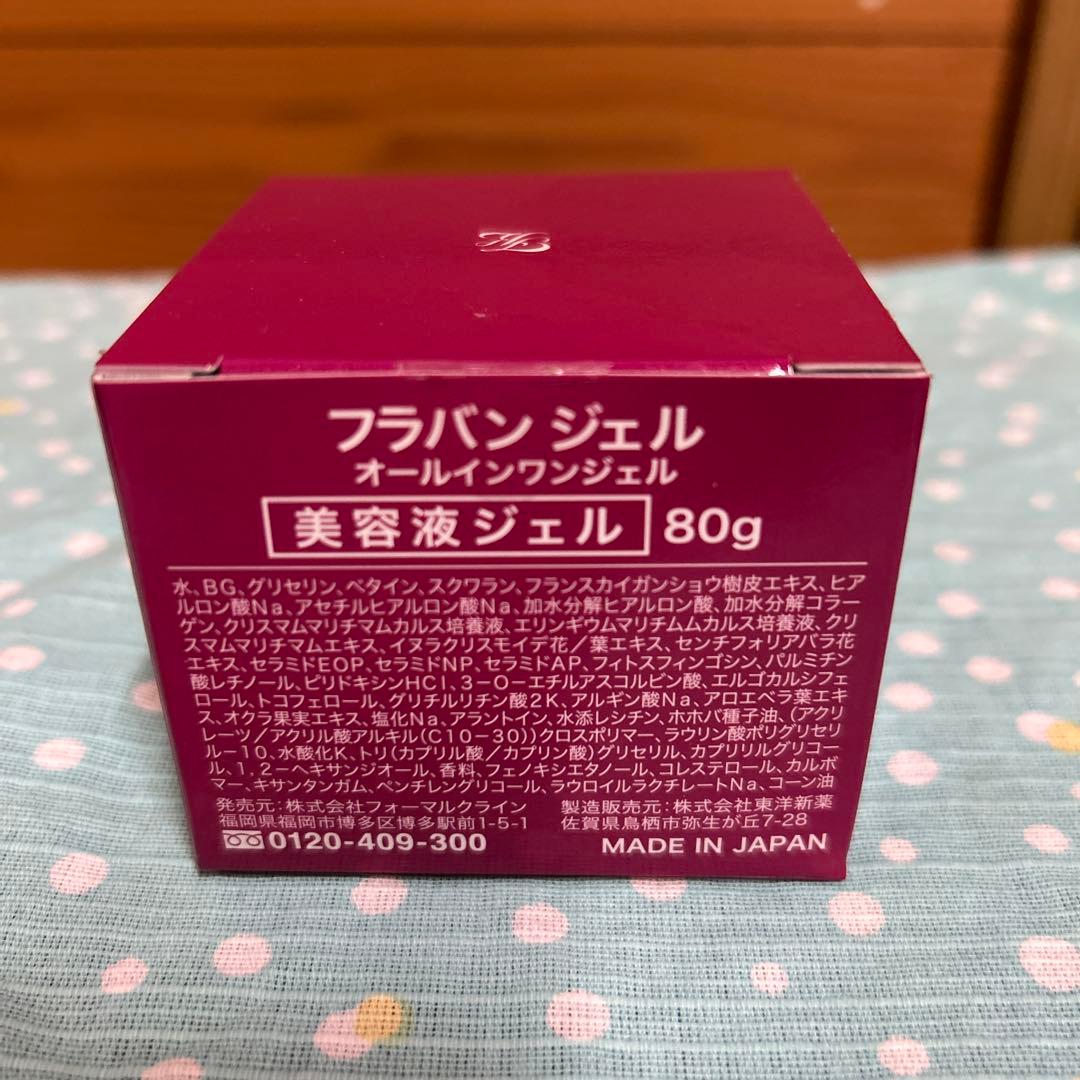 フラバン ジェル
オールインワンジェル
美容液ジェル 80g
水、BG、グリセリン、ベタイン、スクワラン、フランスカイガンショウ樹皮エキス、ヒア
ルロン酸Na、アセチルヒアルロン酸Na、加水分解ヒアルロン酸、加水分解コラー
ゲン、クリスマムマリチマムカルス培養液、エリンギウムマリチムムカルス培養液、クリ
スマムマリチマムエキス、イヌラクリスモイデ花/葉エキス、センチフォリアバラ花
エキス、セラミドEOP、セラミドNP、セラミドAP、フィトスフィンゴシン、パルミチン
酸レチノール、ピリドキシンHCl、3-O-エチルアスコルビン酸、エルゴカルシフェ
ロール、トコフェロール、グリチルリチン酸2K、アルギン酸Na、アロエベラ葉エキ
ス、オクラ果実エキス、塩化Na、アラントイン、水添レシチン、ホホバ種子油、(アクリ
レーツ/アクリル酸アルキル(C10-30))クロスポリマー、ラウリン酸ポリグリセリ
ル-10、水酸化K、トリ(カプリル酸/カプリン酸)グリセリル、カプリリルグリコー
ル、1,2-ヘキサンジオール、香料、フェノキシエタノール、コレステロール、カルボ
マー、キサンタンガム、ペンチレングリコール、ラウロイルラクチレートNa、コーン油
発売元:株式会社フォーマルクライン 製造販売元:株式会社東洋新薬
福岡県福岡市博多区博多駅前1-5-1 佐賀県鳥栖市弥生が丘7-28
0120-409-300 MADE IN JAPAN